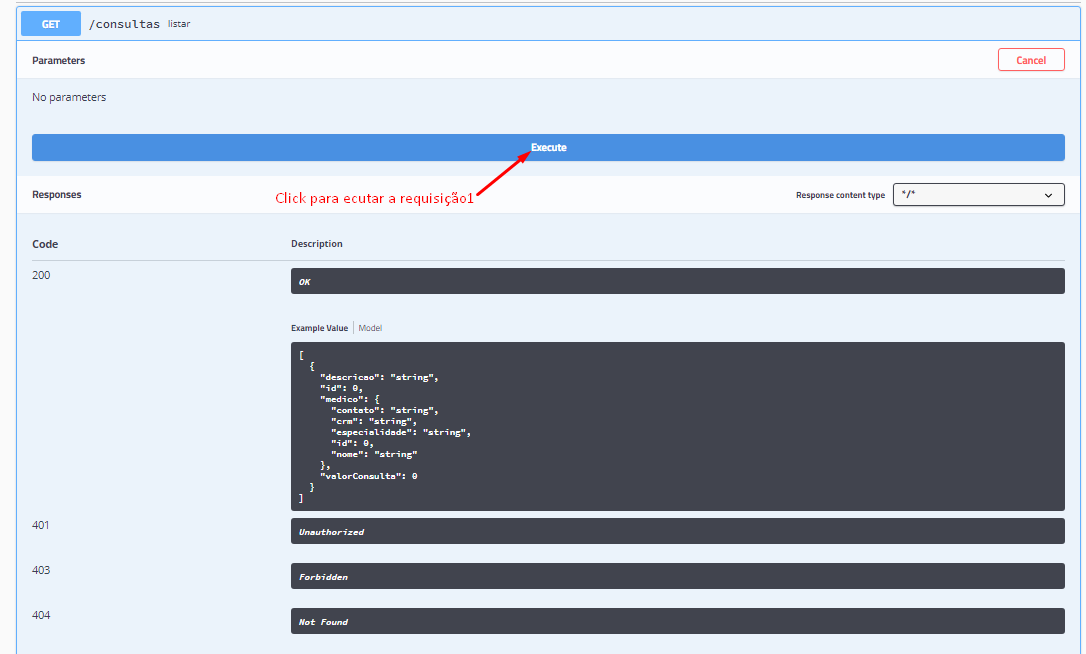 GET /consultas listar
Parameters Cancel
No parameters
Execute
Responses Click para ecutar a requisição1 Response content type */*
Code Description
200 OK
Example Value Model
[
{
"descricao": "string",
"id": 0,
"medico": {
"contato": "string",
"crm": "string",
"especialidade": "string",
"id": 0,
"nome": "string"
},
"valorConsulta": 0
}
]
401 Unauthorized
403 Forbidden
404 Not Found